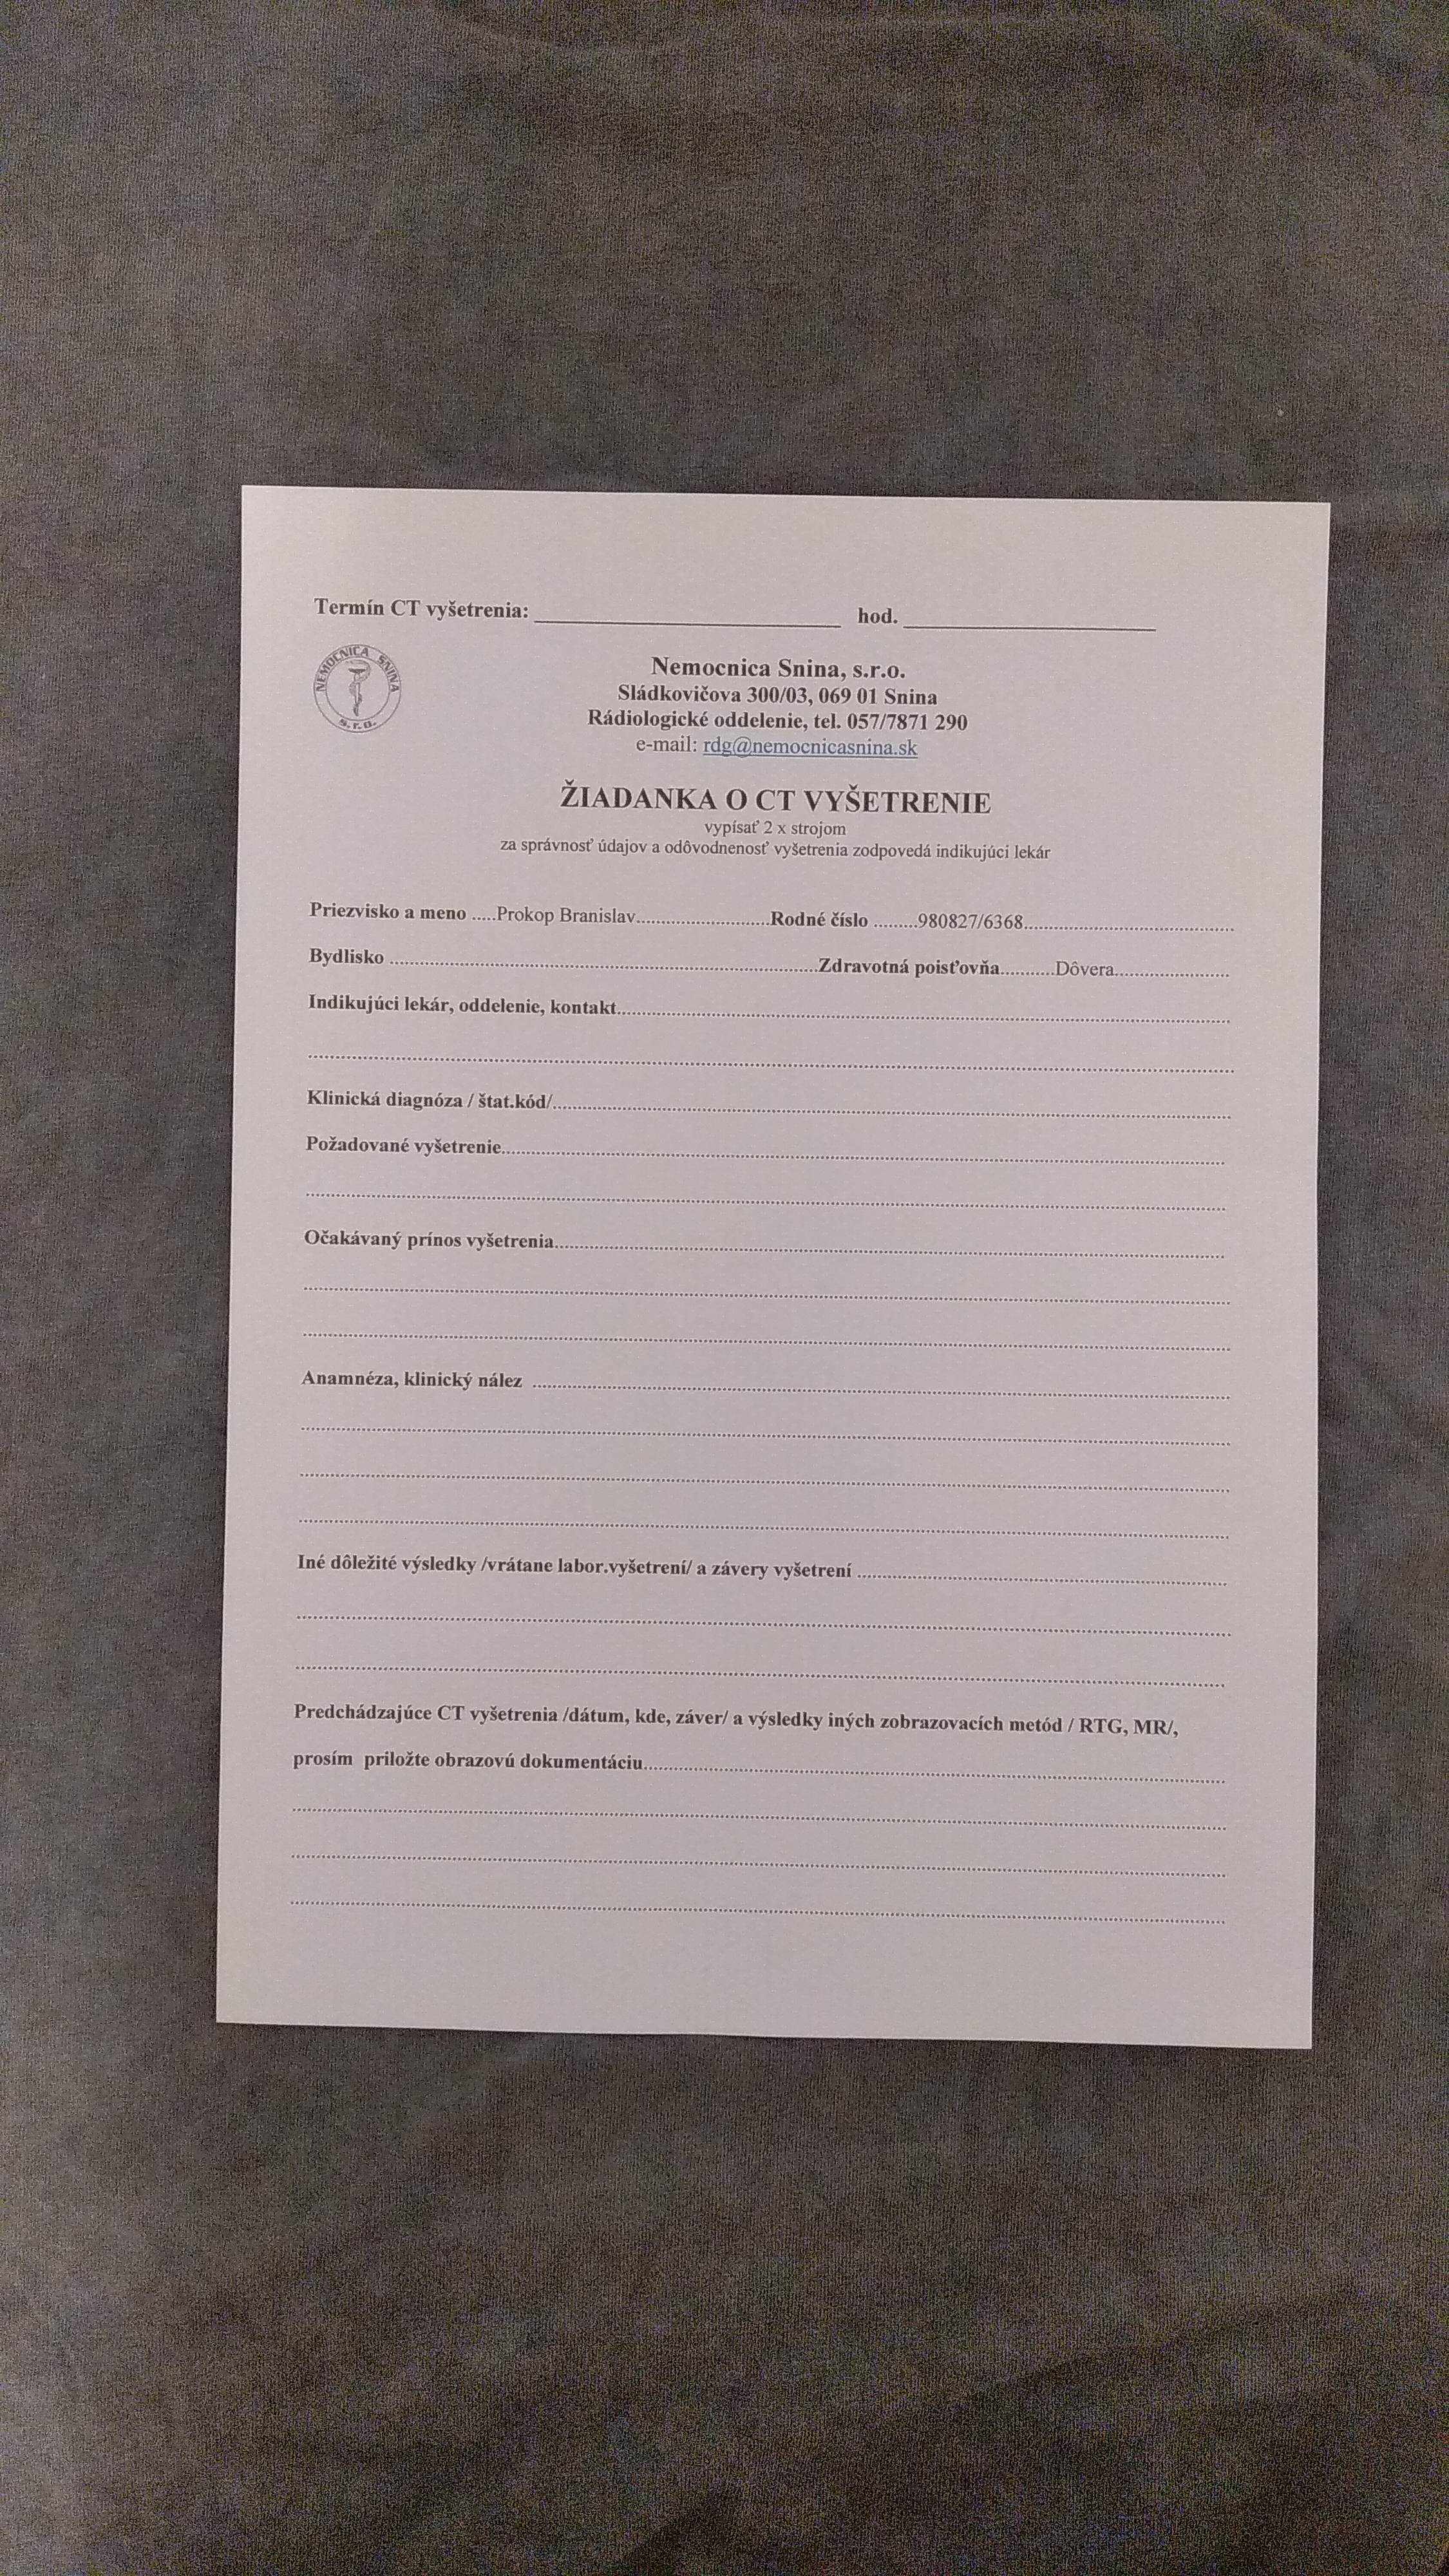 Termín CT vyšetrenia: ______________________________ hod. ________________________
NEMOCNICA SNINA
s.r.o.
Nemocnica Snina, s.r.o.
Sládkovičova 300/03, 069 01 Snina
Rádiologické oddelenie, tel. 057/7871 290
e-mail: rdg@nemocnicasnina.sk
ŽIADANKA O CT VYŠETRENIE
vypísať 2 x strojom
za správnosť údajov a odôvodnenosť vyšetrenia zodpovedá indikujúci lekár
Priezvisko a meno .....Prokop Branislav...........................Rodné číslo .........980827/6368...........................................
Bydlisko .......................................................................................Zdravotná poisťovňa...........Dôvera.......................
Indikujúci lekár, oddelenie, kontakt............................................................
............................................................
Klinická diagnóza / štat.kód/............................................................
Požadované vyšetrenie............................................................
............................................................
Očakávaný prínos vyšetrenia............................................................
............................................................
............................................................
Anamnéza, klinický nález ............................................................
............................................................
............................................................
............................................................
Iné dôležité výsledky /vrátane labor.vyšetrení/ a závery vyšetrení ............................................................
............................................................
............................................................
Predchádzajúce CT vyšetrenia /dátum, kde, záver/ a výsledky iných zobrazovacích metód / RTG, MR/,
prosím priložte obrazovú dokumentáciu............................................................
............................................................
............................................................
............................................................